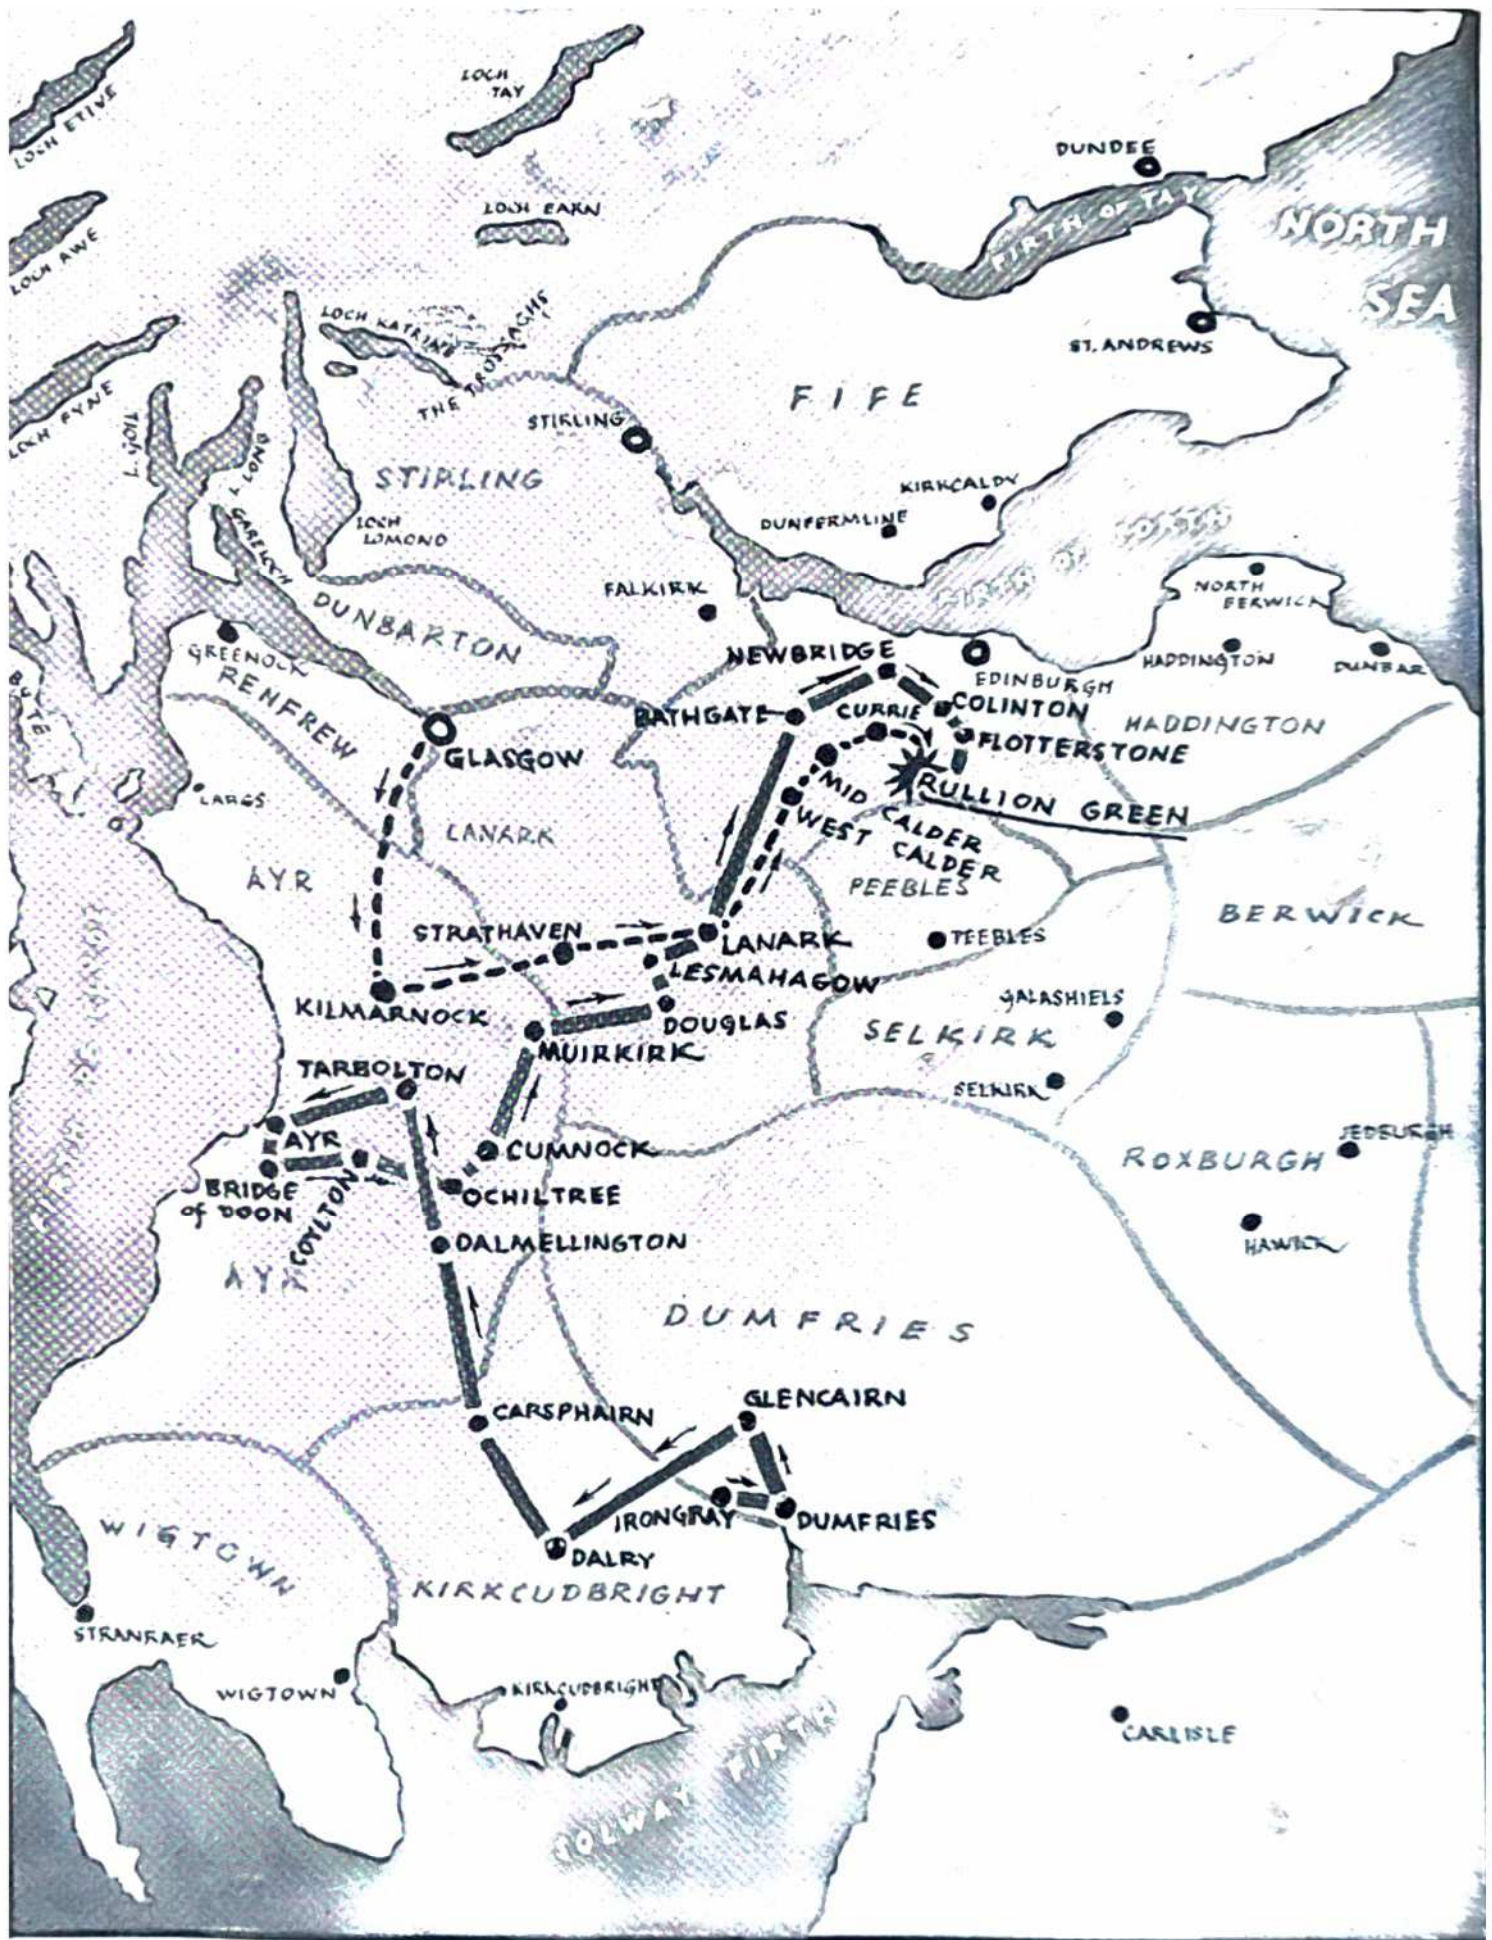 LOCH ETIVE
LOCH
TAY
DUNDEE
LOCH EARN
FIRTH OF TAY
NORTH
SEA
LOCH AWE
LOCH KATRINE
THE TROSSACHS
ST. ANDREWS
FIFE
LOCH FYNE
L. GOIL
L. LONG
STIRLING
STIRLING
KIRKCALDY
GARELOCH
LOCH
LOMOND
DUNFERMLINE
FIRTH OF FORTH
FALKIRK
NORTH
BERWICK
DUNBARTON
GREENOCK
NEWBRIDGE
EDINBURGH
HADDINGTON
DUNBAR
BUTE
RENFREW
BATHGATE
CURRIE
COLINTON
HADDINGTON
GLASGOW
FLOTTERSTONE
LARGS
MID CALDER
RULLION GREEN
LANARK
WEST CALDER
AYR
PEEBLES
BERWICK
STRATHAVEN
LANARK
PEEBLES
LESMAHAGOW
KILMARNOCK
GALASHIELS
DOUGLAS
SELKIRK
MUIRKIRK
TARBOLTON
SELKIRK
AYR
CUMNOCK
JEDBURGH
ROXBURGH
BRIDGE
of DOON
COYLTON
OCHILTREE
DALMELLINGTON
HAWICK
AYR
DUMFRIES
GLENCAIRN
CARSPHAIRN
IRONGRAY
DUMFRIES
WIGTOWN
DALRY
KIRKCUDBRIGHT
STRANRAER
WIGTOWN
KIRKCUDBRIGHT
CARLISLE
SOLWAY FIRTH